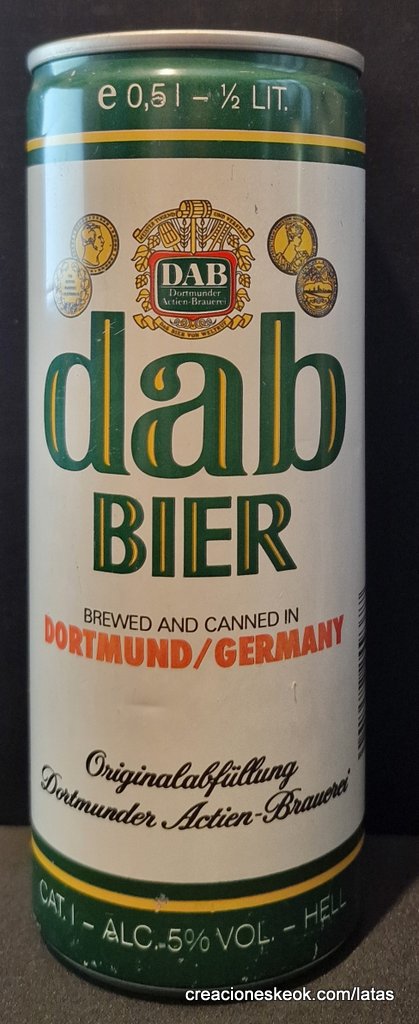 e 0,5 l – ½ LIT.
DAB
Dortmunder
Actien-Brauerei
dab
BIER
BREWED AND CANNED IN
DORTMUND/GERMANY
Originalabfüllung
Dortmunder Actien-Brauerei
CAT. I – ALC. 5% VOL. – HELL
creacioneskeok.com/latas